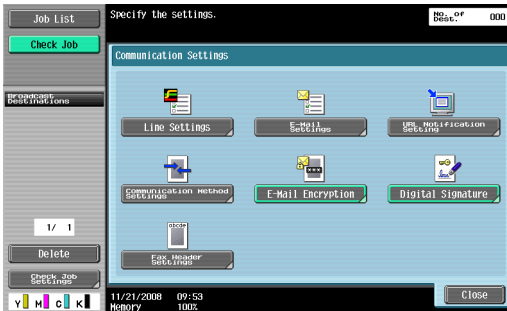 Job List
Specify the settings.
No. of
Dest.
000
Check Job
Communication Settings
Broadcast
Destinations
Line Settings
E-Mail
Settings
URL Notification
Setting
Communication Method
Settings
E-Mail Encryption
Digital Signature
abcde
Fax Header
Settings
1/ 1
Delete
Check Job
Settings
Y M C K
11/21/2008 09:53
Memory 100%
Close